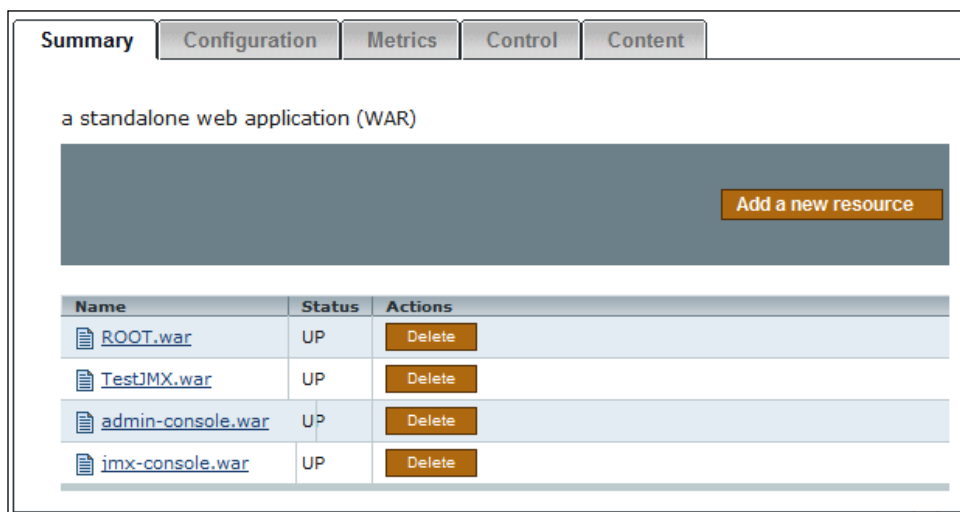 Summary Configuration Metrics Control Content
a standalone web application (WAR)
Add a new resource
Name Status Actions
ROOT.war UP Delete
TestJMX.war UP Delete
admin-console.war UP Delete
jmx-console.war UP Delete